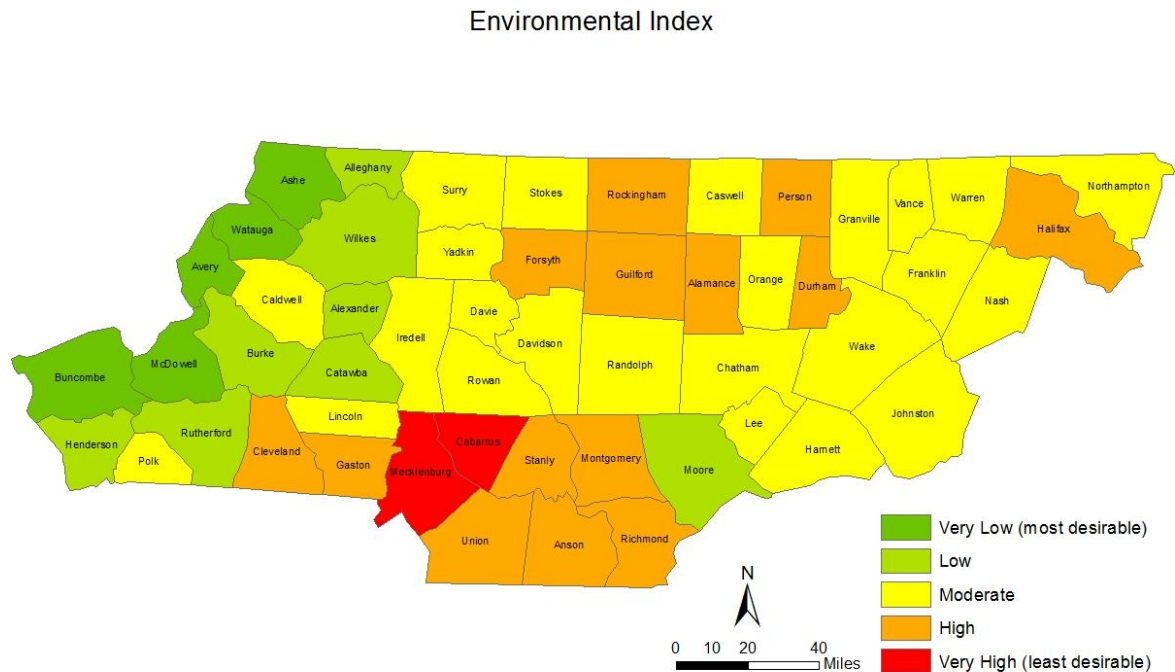 Environmental Index
Ashe
Alleghany
Surry
Stokes
Rockingham
Caswell
Person
Granville
Vance
Warren
Northampton
Halifax
Watauga
Wilkes
Yadkin
Forsyth
Guilford
Alamance
Orange
Durham
Franklin
Nash
Avery
Caldwell
Alexander
Iredell
Davie
Davidson
Randolph
Chatham
Wake
Buncombe
McDowell
Burke
Catawba
Rowan
Johnston
Henderson
Polk
Rutherford
Cleveland
Lincoln
Gaston
Mecklenburg
Cabarrus
Stanly
Montgomery
Moore
Lee
Harnett
Union
Anson
Richmond
Very Low (most desirable)
Low
Moderate
High
Very High (least desirable)
N
0 10 20 40
Miles